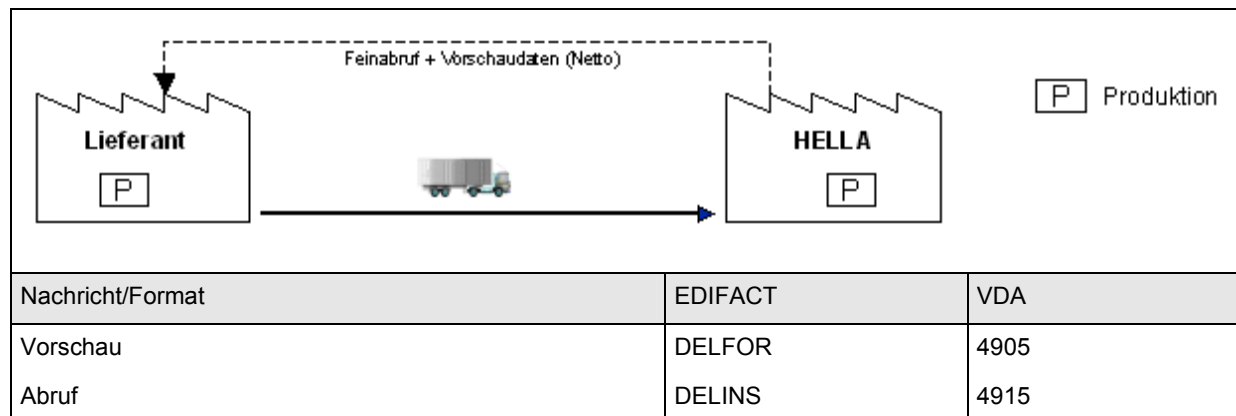 Feinabruf + Vorschaudaten (Netto)
P Produktion
Lieferant
HELLA
P
P
Nachricht/Format EDIFACT VDA
Vorschau DELFOR 4905
Abruf DELINS 4915